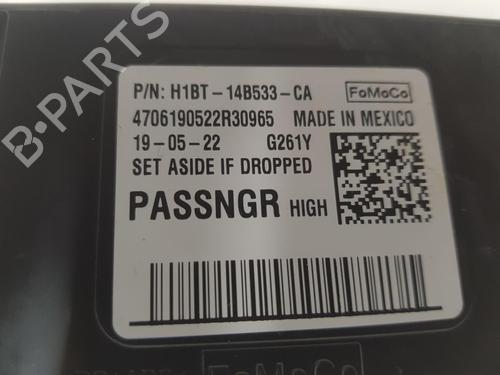 P/N: H1BT-14B533-CA FoMoCo
4706190522R30965 MADE IN MEXICO
19-05-22 G261Y
SET ASIDE IF DROPPED
PASSNGR HIGH
FoMoCo
B-PARTS